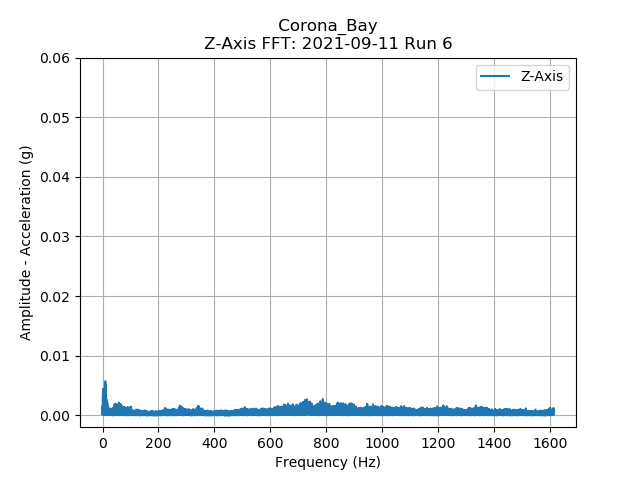 Corona_Bay
Z-Axis FFT: 2021-09-11 Run 6
Z-Axis
0.06
0.05
0.04
0.03
0.02
0.01
0.00
Amplitude - Acceleration (g)
0 200 400 600 800 1000 1200 1400 1600
Frequency (Hz)